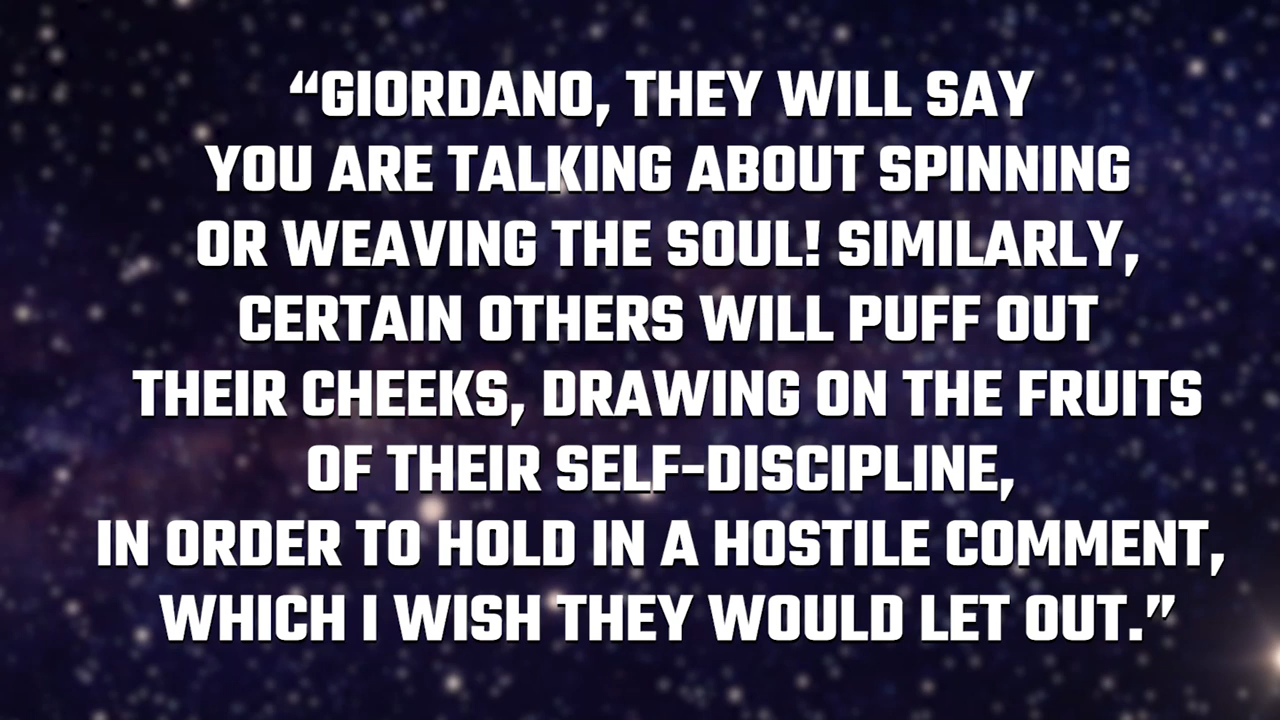 “GIORDANO, THEY WILL SAY
YOU ARE TALKING ABOUT SPINNING
OR WEAVING THE SOUL! SIMILARLY,
CERTAIN OTHERS WILL PUFF OUT
THEIR CHEEKS, DRAWING ON THE FRUITS
OF THEIR SELF-DISCIPLINE,
IN ORDER TO HOLD IN A HOSTILE COMMENT,
WHICH I WISH THEY WOULD LET OUT.”